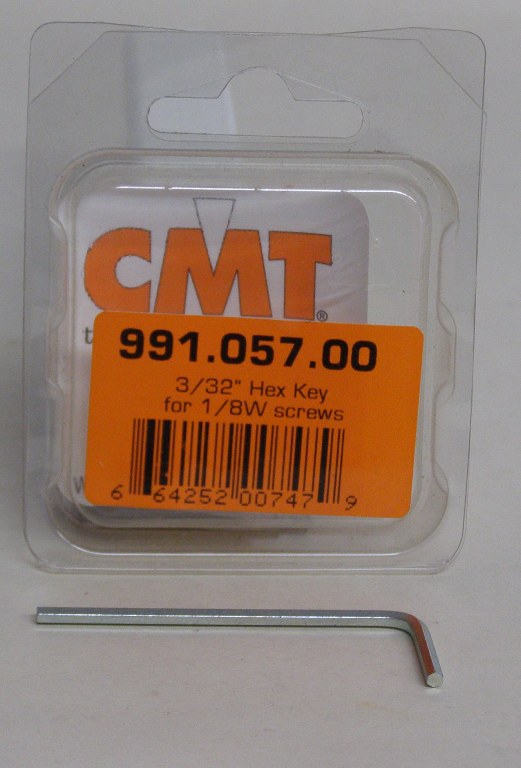 CMT®
t
991.057.00
3/32" Hex Key
for 1/8W screws
6 64252 00747 9